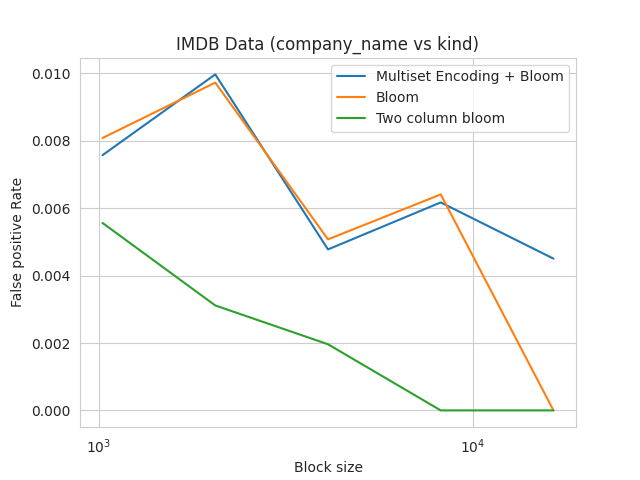 IMDB Data (company_name vs kind)
Multiset Encoding + Bloom
Bloom
Two column bloom
False positive Rate
0.010
0.008
0.006
0.004
0.002
0.000
10³
10⁴
Block size